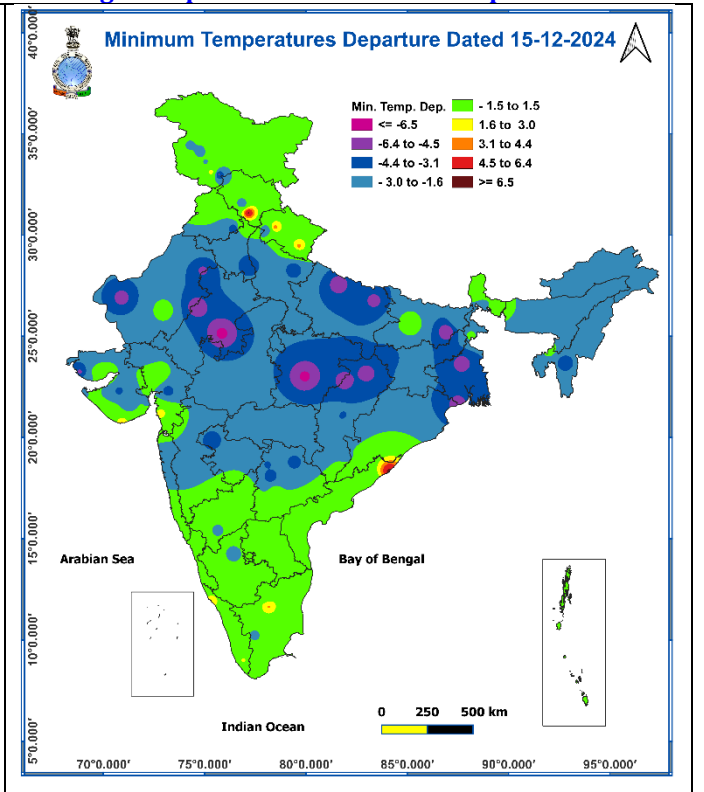 Minimum Temperatures Departure Dated 15-12-2024
Min. Temp. Dep.
<= -6.5
-6.4 to -4.5
-4.4 to -3.1
- 3.0 to -1.6
- 1.5 to 1.5
1.6 to 3.0
3.1 to 4.4
4.5 to 6.4
>= 6.5
40°0.000'
35°0.000'
30°0.000'
25°0.000'
20°0.000'
15°0.000'
10°0.000'
5°0.000'
Arabian Sea
Bay of Bengal
Indian Ocean
0 250 500 km
70°0.000' 75°0.000' 80°0.000' 85°0.000' 90°0.000' 95°0.000'